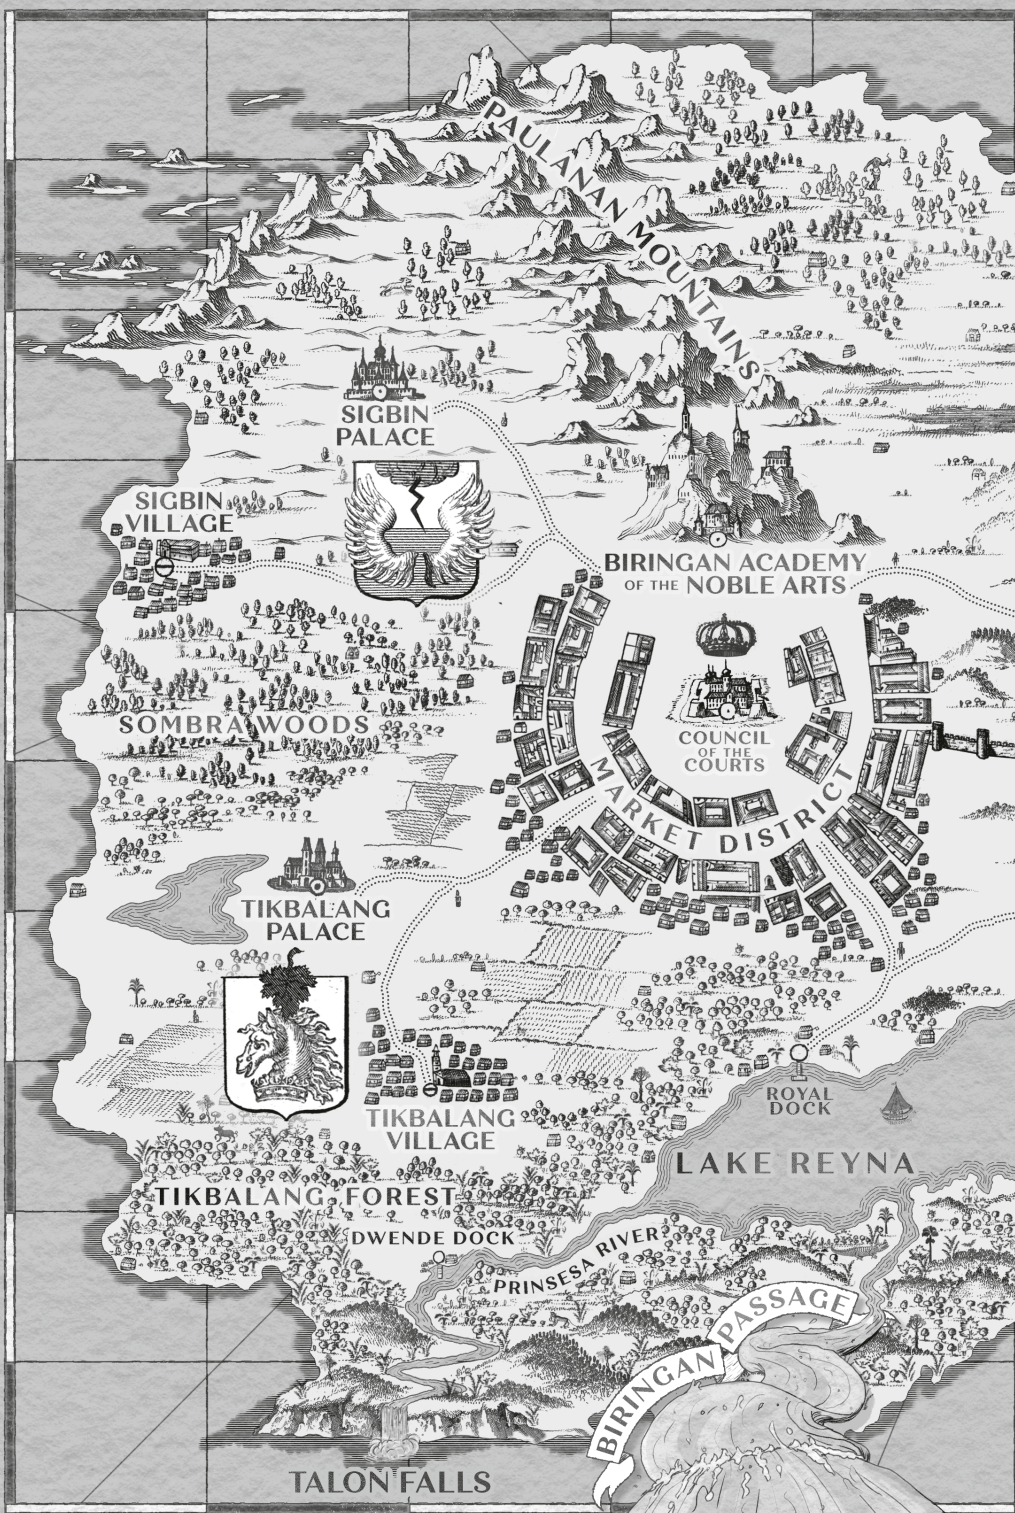 PAULANAN MOUNTAINS
SIGBIN
PALACE
SIGBIN
VILLAGE
BIRINGAN ACADEMY
OF THE NOBLE ARTS
SOMBRA WOODS
COUNCIL
OF THE
COURTS
MARKET DISTRICT
TIKBALANG
PALACE
ROYAL
DOCK
TIKBALANG
VILLAGE
LAKE REYNA
TIKBALANG FOREST
DWENDE DOCK
PRINSESA RIVER
BIRINGAN PASSAGE
TALON FALLS